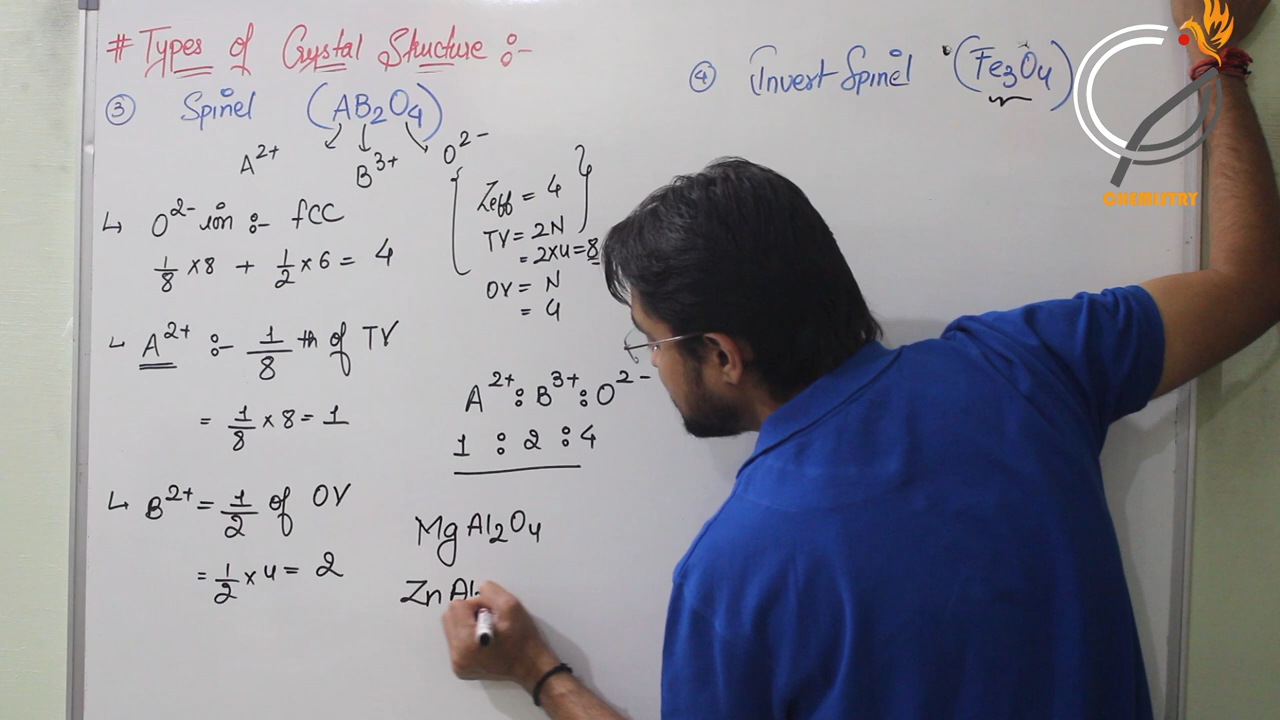 # Types of Crystal Structure :-
③ Spinel (AB₂O₄)
A²⁺ B³⁺ O²⁻
↳ O²⁻ ion :- fCC
1/8 ×8 + 1/2 ×6 = 4
Zeff = 4
TV = 2N
= 2×4=8
OV = N
= 4
↳ A²⁺ :- 1/8 th of TV
= 1/8 × 8 = 1
A²⁺ : B³⁺ : O²⁻
1 : 2 : 4
↳ B²⁺ = 1/2 of OV
= 1/2 × 4 = 2
MgAl₂O₄
ZnAl
④ Invest Spinel (Fe₃O₄)
CHEMISTRY